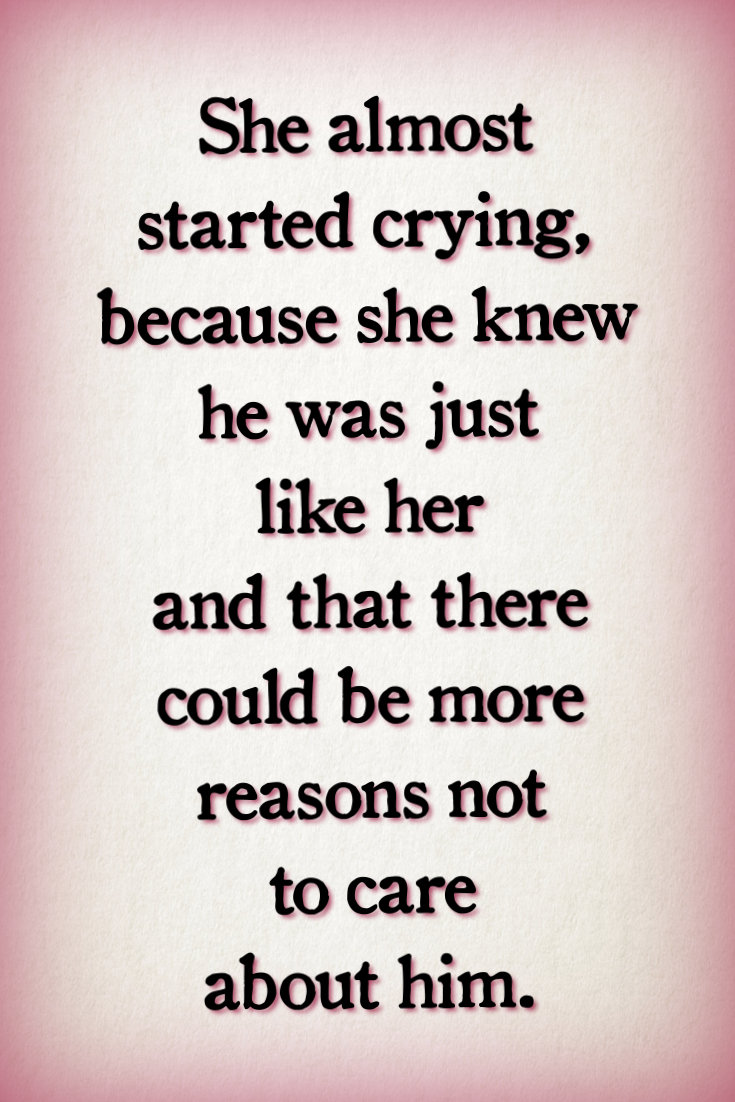 She almost
started crying,
because she knew
he was just
like her
and that there
could be more
reasons not
to care
about him.